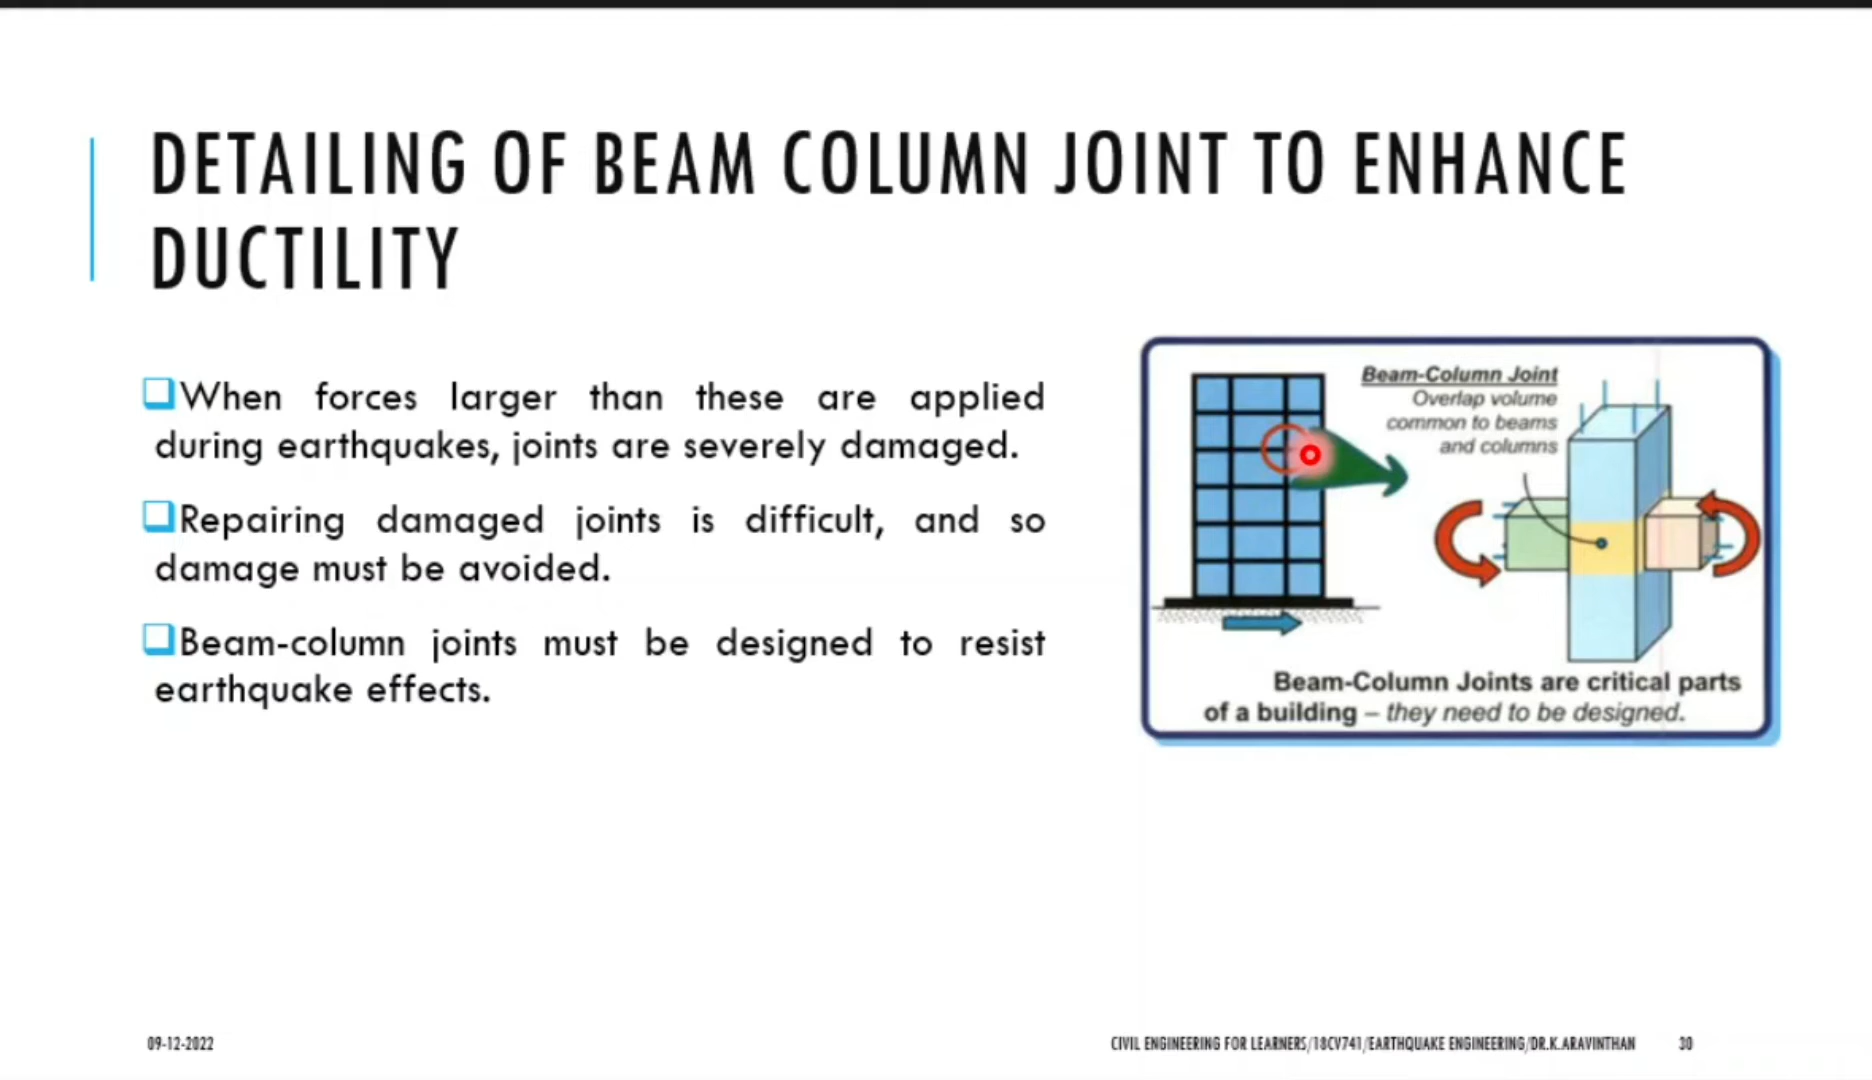 DETAILING OF BEAM COLUMN JOINT TO ENHANCE
DUCTILITY
When forces larger than these are applied
during earthquakes, joints are severely damaged.
Repairing damaged joints is difficult, and so
damage must be avoided.
Beam-column joints must be designed to resist
earthquake effects.
Beam-Column Joint
Overlap volume
common to beams
and columns
Beam-Column Joints are critical parts
of a building – they need to be designed.
09-12-2022
CIVIL ENGINEERING FOR LEARNERS/18CV741/EARTHQUAKE ENGINEERING/DR.K.ARAVINTHAN
30